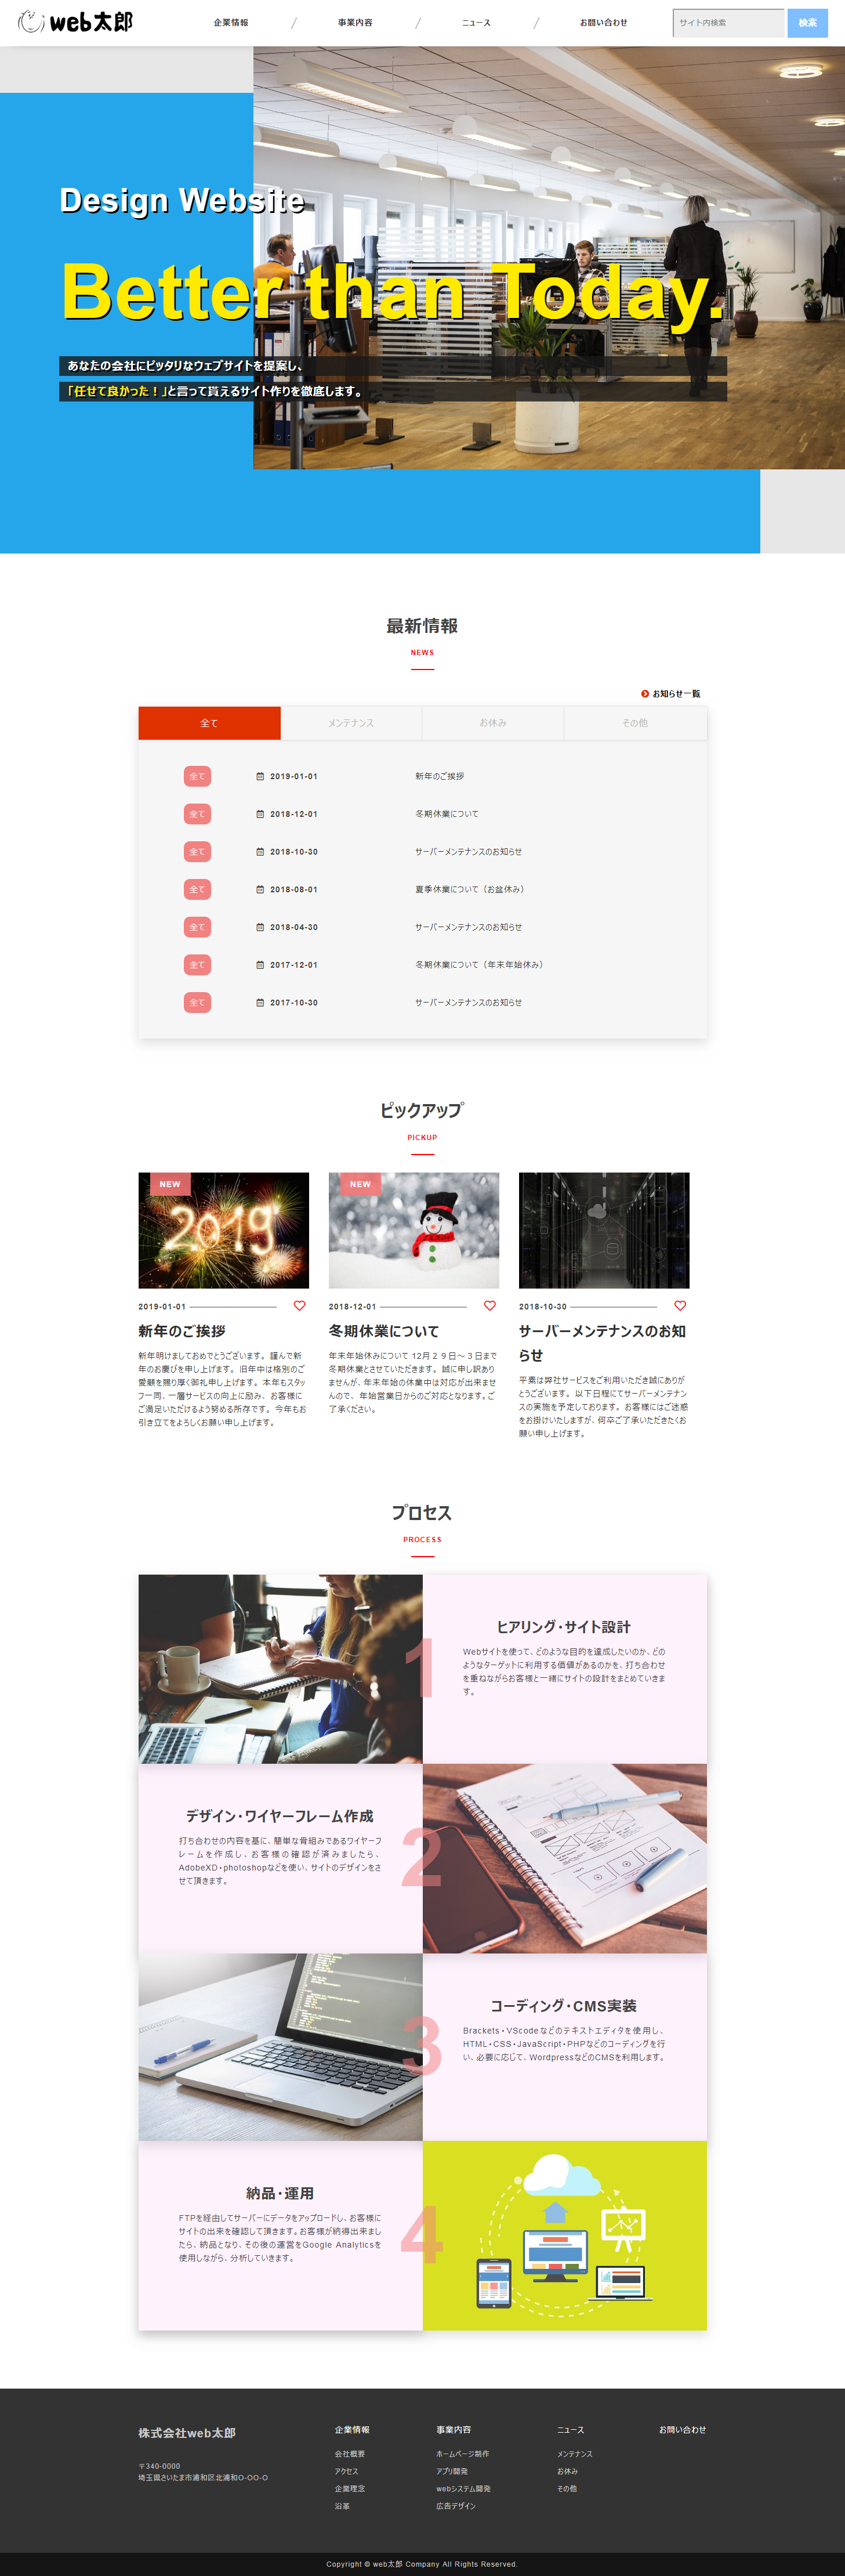 web太郎
企業情報
事業内容
ニュース
お問い合わせ
サイト内検索
検索
Design Website
Better than Today.
あなたの会社にピッタリなウェブサイトを提案し、
「任せて良かった！」と言って貰えるサイト作りを徹底します。
最新情報
NEWS
お知らせ一覧
全て
メンテナンス
お休み
その他
全て 2019-01-01 新年のご挨拶
全て 2018-12-01 冬期休業について
全て 2018-10-30 サーバーメンテナンスのお知らせ
全て 2018-08-01 夏季休業について（お盆休み）
全て 2018-04-30 サーバーメンテナンスのお知らせ
全て 2017-12-01 冬期休業について（年末年始休み）
全て 2017-10-30 サーバーメンテナンスのお知らせ
ピックアップ
PICKUP
NEW
2019
2019-01-01
新年のご挨拶
新年明けましておめでとうございます。 謹んで新
年のお慶びを申し上げます。 旧年中は格別のご
愛顧を賜り厚く御礼申し上げます。 本年もスタッ
フ一同、一層サービスの向上に励み、お客様に
ご満足いただけるよう努める所存です。 今年もお
引き立てをよろしくお願い申し上げます。
NEW
2018-12-01
冬期休業について
年末年始休みについて 12月２９日～３日まで
冬期休業とさせていただきます。 誠に申し訳あり
ませんが、年末年始の休業中は対応が出来ませ
んので、 年始営業日からのご対応となります。ご
了承ください。
2018-10-30
サーバーメンテナンスのお知
らせ
平素は弊社サービスをご利用いただき誠にありが
とうございます。 以下日程にてサーバーメンテナン
スの実施を予定しております。 お客様にはご迷惑
をお掛けいたしますが、何卒ご了承いただきたくお
願い申し上げます。
プロセス
PROCESS
1
ヒアリング・サイト設計
Webサイトを使って、どのような目的を達成したいのか、どの
ようなターゲットに利用する価値があるのかを、打ち合わせ
を重ねながらお客様と一緒にサイトの設計をまとめていきま
す。
デザイン・ワイヤーフレーム作成
打ち合わせの内容を基に、簡単な骨組みであるワイヤーフ
レームを作成し、お客様の確認が済みましたら、
AdobeXD・photoshopなどを使い、サイトのデザインをさ
せて頂きます。
2
3
コーディング・CMS実装
Brackets・VScodeなどのテキストエディタを使用し、
HTML・CSS・JavaScript・PHPなどのコーディングを行
い、必要に応じて、WordpressなどのCMSを利用します。
納品・運用
FTPを経由してサーバーにデータをアップロードし、お客様に
サイトの出来を確認して頂きます。お客様が納得出来まし
たら、納品となり、その後の運営をGoogle Analyticsを
使用しながら、分析していきます。
4
株式会社web太郎
〒340-0000
埼玉県さいたま市浦和区北浦和O-OO-O
企業情報
会社概要
アクセス
企業理念
沿革
事業内容
ホームページ制作
アプリ開発
webシステム開発
広告デザイン
ニュース
メンテナンス
お休み
その他
お問い合わせ
Copyright © web太郎 Company All Rights Reserved.